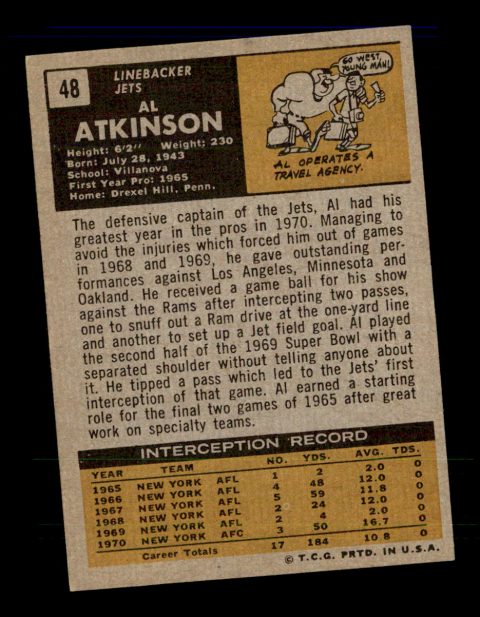 48
LINEBACKER
JETS
AL
ATKINSON
Height: 6'2" Weight: 230
Born: July 28, 1943
School: Villanova
First Year Pro: 1965
Home: Drexel Hill, Penn.
GO WEST,
YOUNG MAN!
AL OPERATES A
TRAVEL AGENCY.
The defensive captain of the Jets, Al had his
greatest year in the pros in 1970. Managing to
avoid the injuries which forced him out of games
in 1968 and 1969, he gave outstanding per-
formances against Los Angeles, Minnesota and
Oakland. He received a game ball for his show
against the Rams after intercepting two passes,
one to snuff out a Ram drive at the one-yard line
and another to set up a Jet field goal. Al played
the second half of the 1969 Super Bowl with a
separated shoulder without telling anyone about
it. He tipped a pass which led to the Jets' first
interception of that game. Al earned a starting
role for the final two games of 1965 after great
work on specialty teams.
INTERCEPTION RECORD
YEAR TEAM NO. YDS. AVG. TDS.
1965 NEW YORK AFL 1 2 2.0 0
1966 NEW YORK AFL 4 48 12.0 0
1967 NEW YORK AFL 5 59 11.8 0
1968 NEW YORK AFL 2 24 12.0 0
1969 NEW YORK AFL 2 4 2.0 0
1970 NEW YORK AFC 3 50 16.7 0
Career Totals 17 184 10.8 0
© T.C.G. PRTD. IN U.S.A.